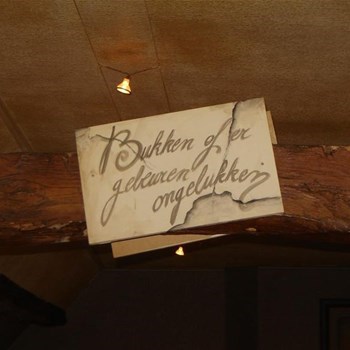 Bukken of er
gebeuren
ongelukken